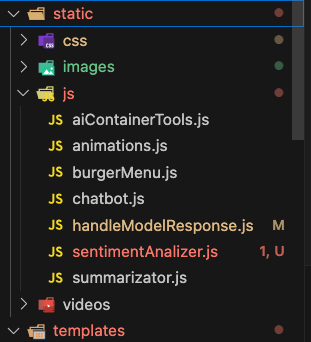 static
css
images
js
JS aiContainerTools.js
JS animations.js
JS burgerMenu.js
JS chatbot.js
JS handleModelResponse.js M
JS sentimentAnalizer.js 1, U
JS summarizator.js
videos
templates